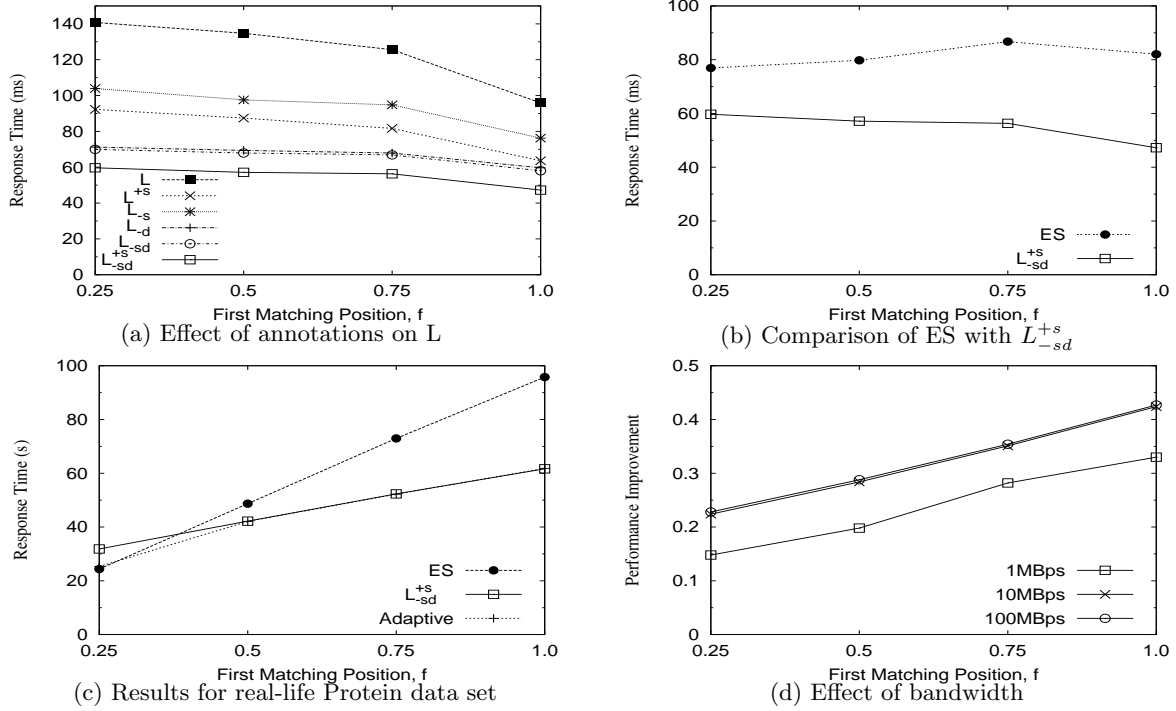 140
120
100
80
60
40
20
0
Response Time (ms)
L
L+s
L-s
L-d
L-sd
L+s-sd
0.25 0.5 0.75 1.0
First Matching Position, f
(a) Effect of annotations on L
100
80
60
40
20
0
Response Time (ms)
ES
L+s-sd
0.25 0.5 0.75 1.0
First Matching Position, f
(b) Comparison of ES with L+s−sd
100
80
60
40
20
0
Response Time (s)
ES
L+s-sd
Adaptive
0.25 0.5 0.75 1.0
First Matching Position, f
(c) Results for real-life Protein data set
0.5
0.4
0.3
0.2
0.1
0
Performance Improvement
1MBps
10MBps
100MBps
0.25 0.5 0.75 1.0
First Matching Position, f
(d) Effect of bandwidth